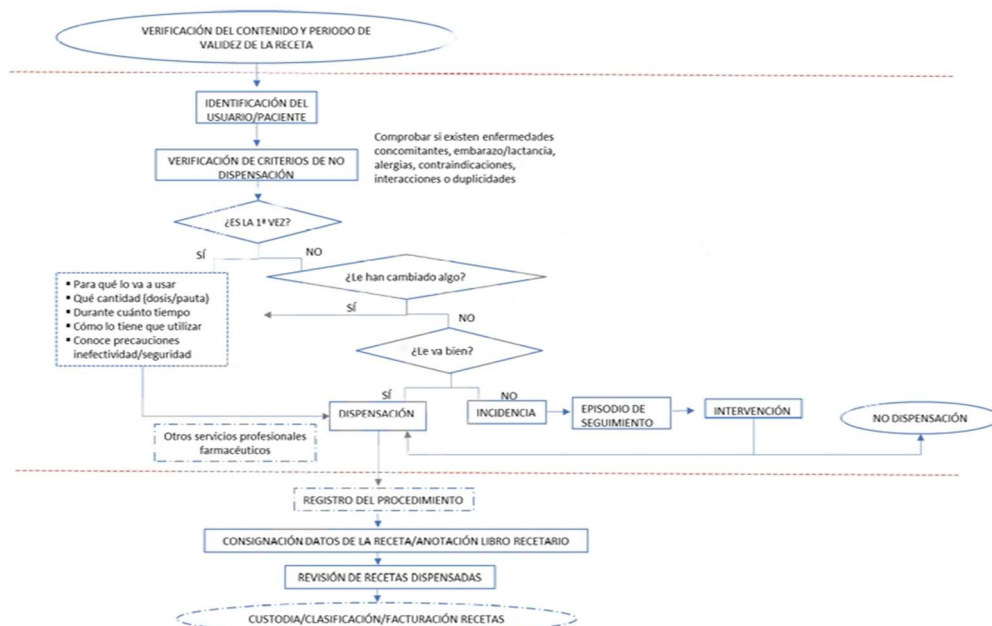 VERIFICACIÓN DEL CONTENIDO Y PERIODO DE
VALIDEZ DE LA RECETA
IDENTIFICACIÓN DEL
USUARIO/PACIENTE
VERIFICACIÓN DE CRITERIOS DE NO
DISPENSACIÓN
Comprobar si existen enfermedades
concomitantes, embarazo/lactancia,
alergias, contraindicaciones,
interacciones o duplicidades
¿ES LA 1ª VEZ?
SÍ
NO
¿Le han cambiado algo?
▪ Para qué lo va a usar
▪ Qué cantidad (dosis/pauta)
▪ Durante cuánto tiempo
▪ Cómo lo tiene que utilizar
▪ Conoce precauciones
inefectividad/seguridad
SÍ
NO
¿Le va bien?
SÍ
NO
DISPENSACIÓN
INCIDENCIA
EPISODIO DE
SEGUIMIENTO
INTERVENCIÓN
NO DISPENSACIÓN
Otros servicios profesionales
farmacéuticos
REGISTRO DEL PROCEDIMIENTO
CONSIGNACIÓN DATOS DE LA RECETA/ANOTACIÓN LIBRO RECETARIO
REVISIÓN DE RECETAS DISPENSADAS
CUSTODIA/CLASIFICACIÓN/FACTURACIÓN RECETAS